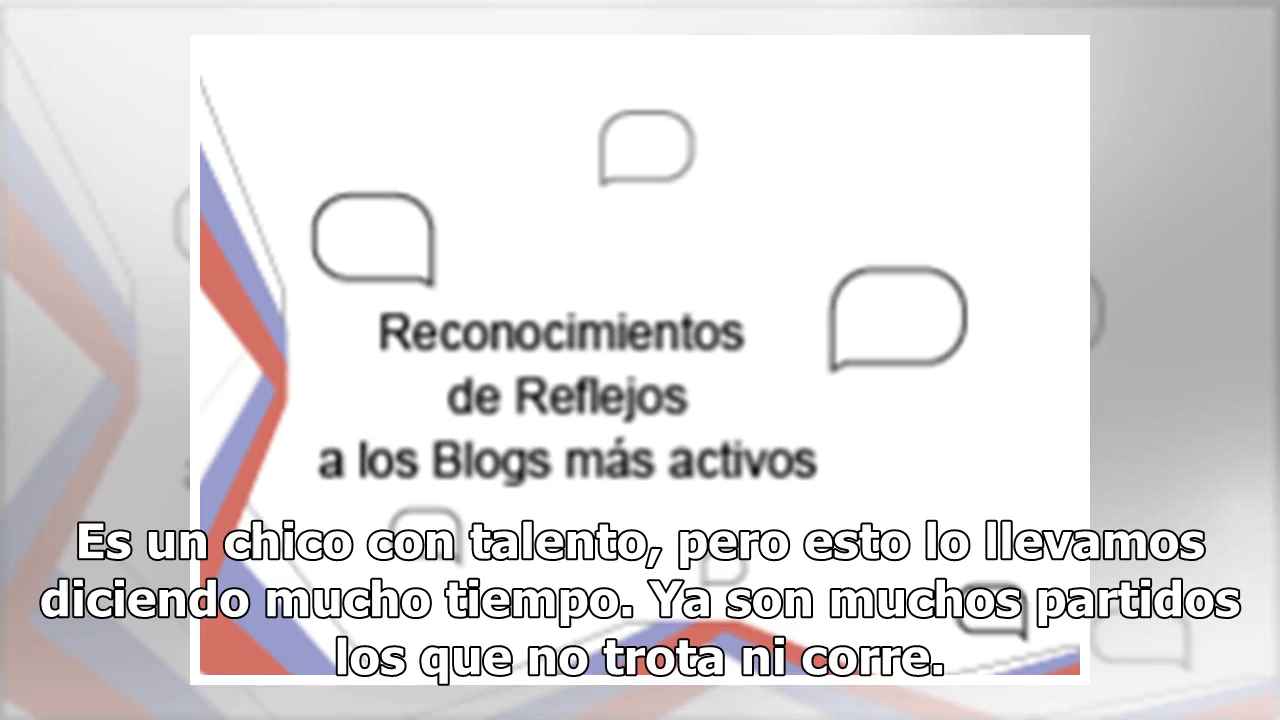 Reconocimientos
de Reflejos
a los Blogs más activos
Es un chico con talento, pero esto lo llevamos
diciendo mucho tiempo. Ya son muchos partidos
los que no trota ni corre.